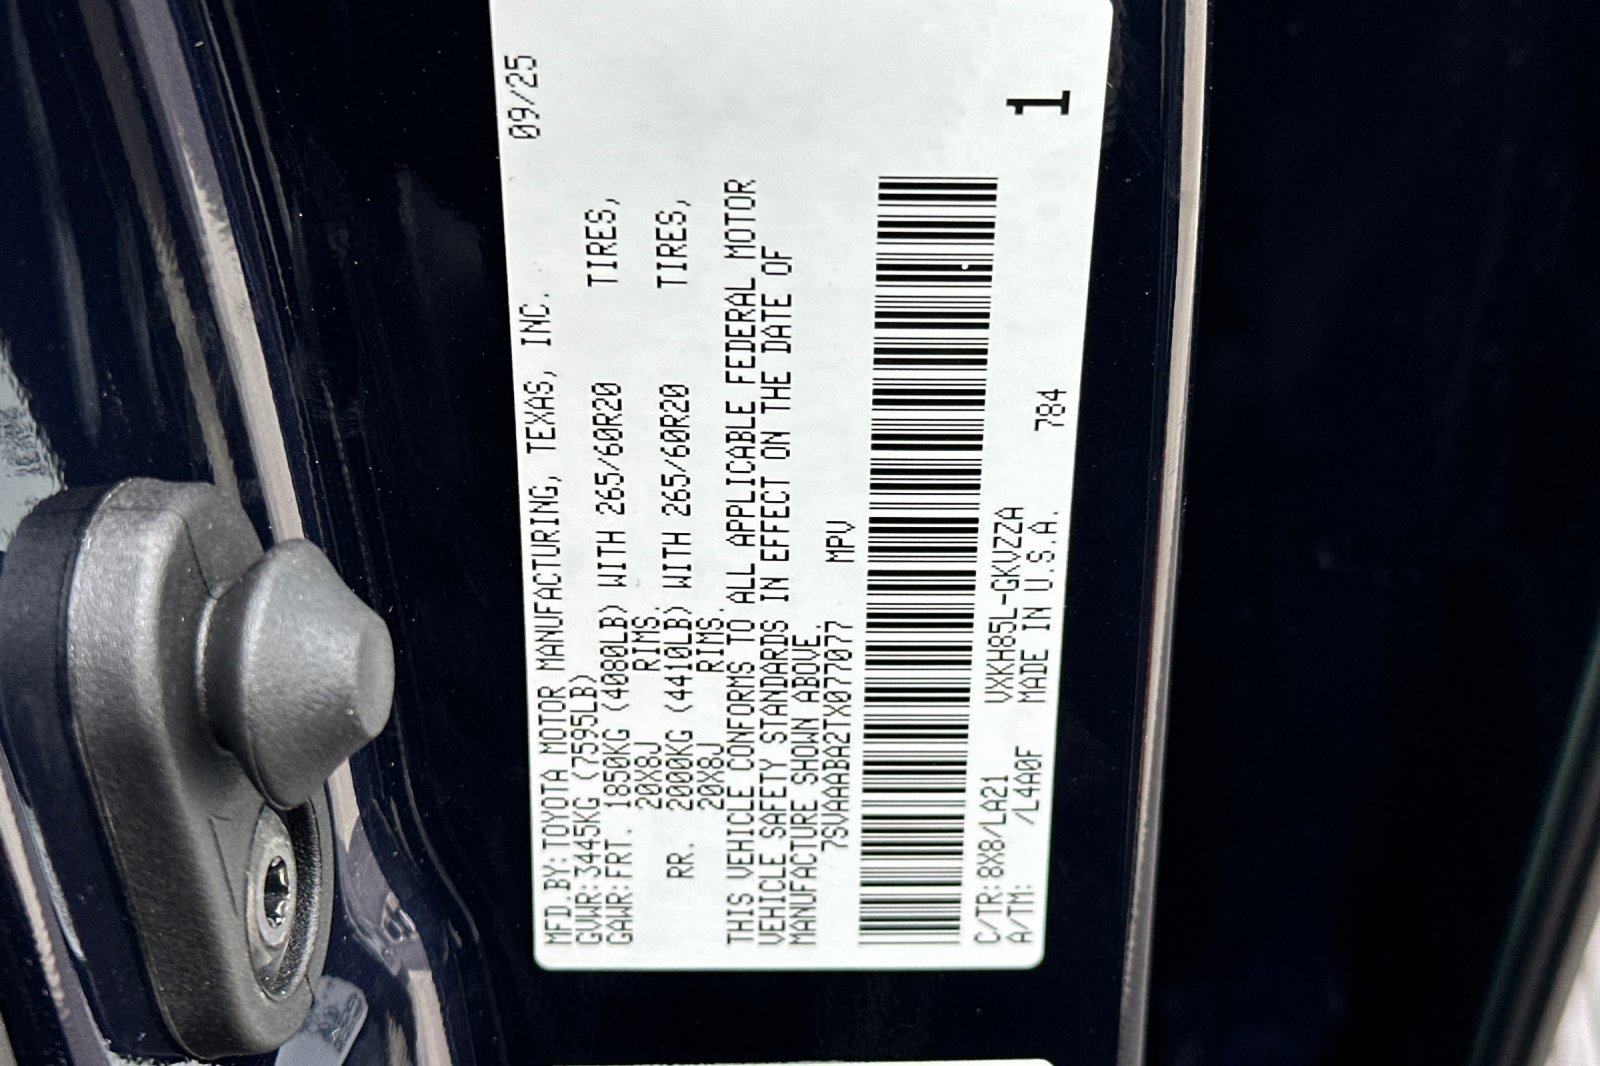 MFD.BY:TOYOTA MOTOR MANUFACTURING, TEXAS, INC. 09/25
GVWR:3445KG (7595LB)
GAWR:FRT. 1850KG (4080LB) WITH 265/60R20 TIRES,
20X8J RIMS.
RR. 2000KG (4410LB) WITH 265/60R20 TIRES,
20X8J RIMS.
THIS VEHICLE CONFORMS TO ALL APPLICABLE FEDERAL MOTOR
VEHICLE SAFETY STANDARDS IN EFFECT ON THE DATE OF
MANUFACTURE SHOWN ABOVE.
7SVAAABA2TX077077 MPV
C/TR:8X8/LA21 VXKH85L-GKVZZA
A/TM: /L4A0F MADE IN U.S.A. 784
1